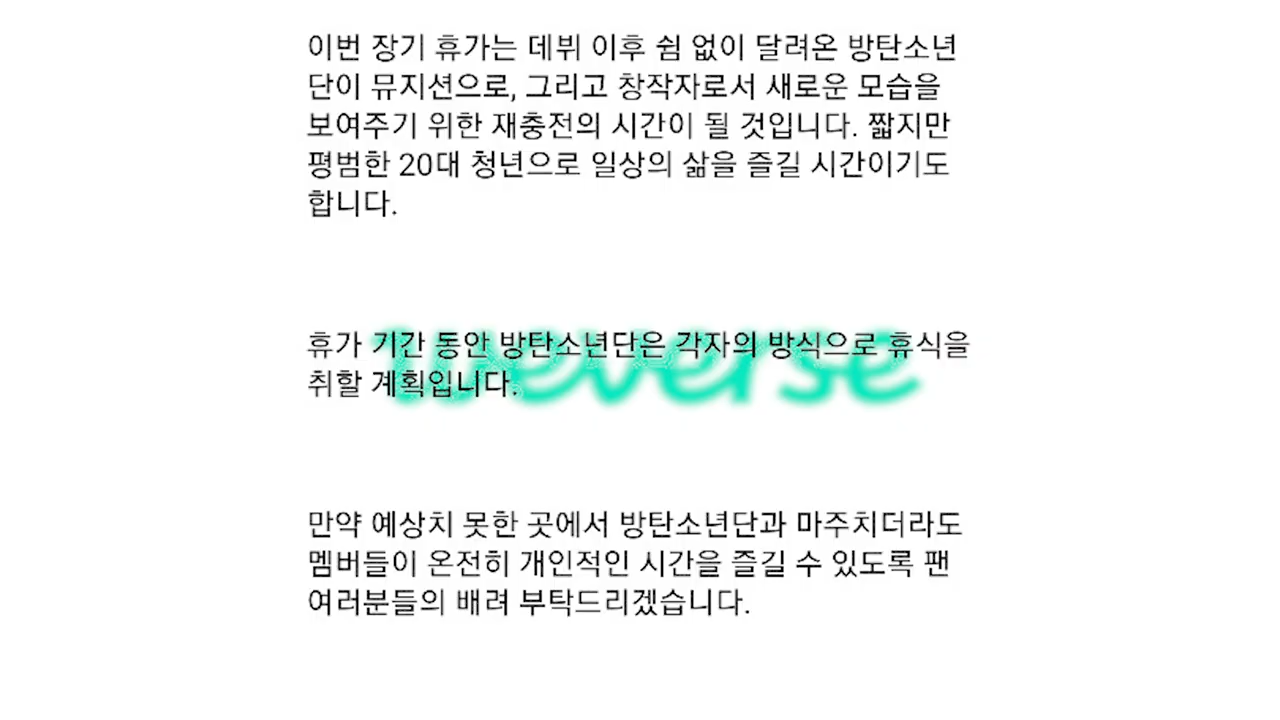 이번 장기 휴가는 데뷔 이후 쉼 없이 달려온 방탄소년
단이 뮤지션으로, 그리고 창작자로서 새로운 모습을
보여주기 위한 재충전의 시간이 될 것입니다. 짧지만
평범한 20대 청년으로 일상의 삶을 즐길 시간이기도
합니다.
휴가 기간 동안 방탄소년단은 각자의 방식으로 휴식을
취할 계획입니다.
weverse
만약 예상치 못한 곳에서 방탄소년단과 마주치더라도
멤버들이 온전히 개인적인 시간을 즐길 수 있도록 팬
여러분들의 배려 부탁드리겠습니다.